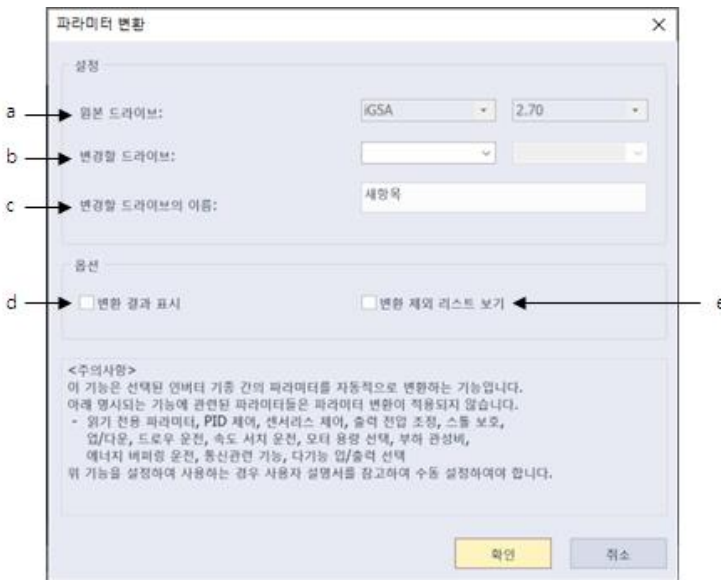 파라미터 변환
설정
a 원본 드라이브: iGSA 2.70
b 변경할 드라이브:
c 변경할 드라이브의 이름: 새항목
옵션
d 변환 결과 표시 변환 제외 리스트 보기 e
<주의사항>
이 기능은 선택된 인버터 기종 간의 파라미터를 자동적으로 변환하는 기능입니다.
아래 명시되는 기능에 관련된 파라미터들은 파라미터 변환이 적용되지 않습니다.
- 읽기 전용 파라미터, PID 제어, 센서리스 제어, 출력 전압 조정, 스톨 보호,
업/다운, 드로우 운전, 속도 서치 운전, 모터 용량 선택, 부하 관성비,
에너지 버퍼링 운전, 통신관련 기능, 다기능 입/출력 선택
위 기능을 설정하여 사용하는 경우 사용자 설명서를 참고하여 수동 설정하여야 합니다.
확인 취소